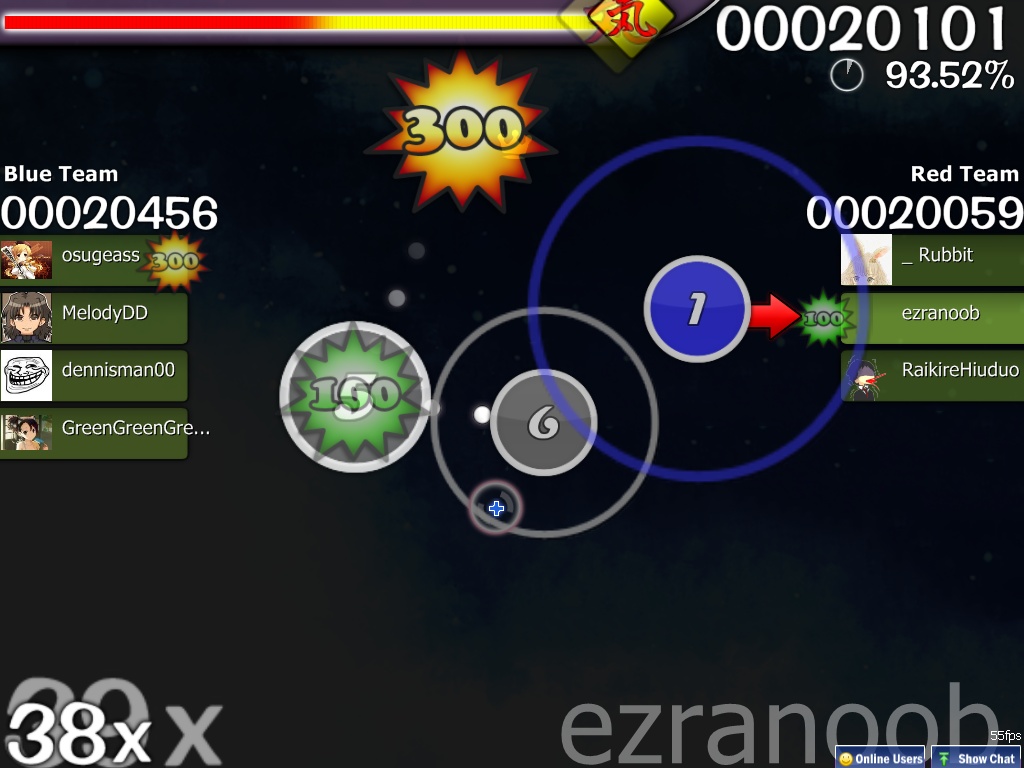 丸
00020101
93.52%
300
Blue Team
00020456
Red Team
00020059
osugeass
300
_ Rubbit
MelodyDD
ezranoob
100
1
dennisman00
RaikireHiuduo
GreenGreenGre...
6
38x
ezranoob
55fps
Online Users
Show Chat